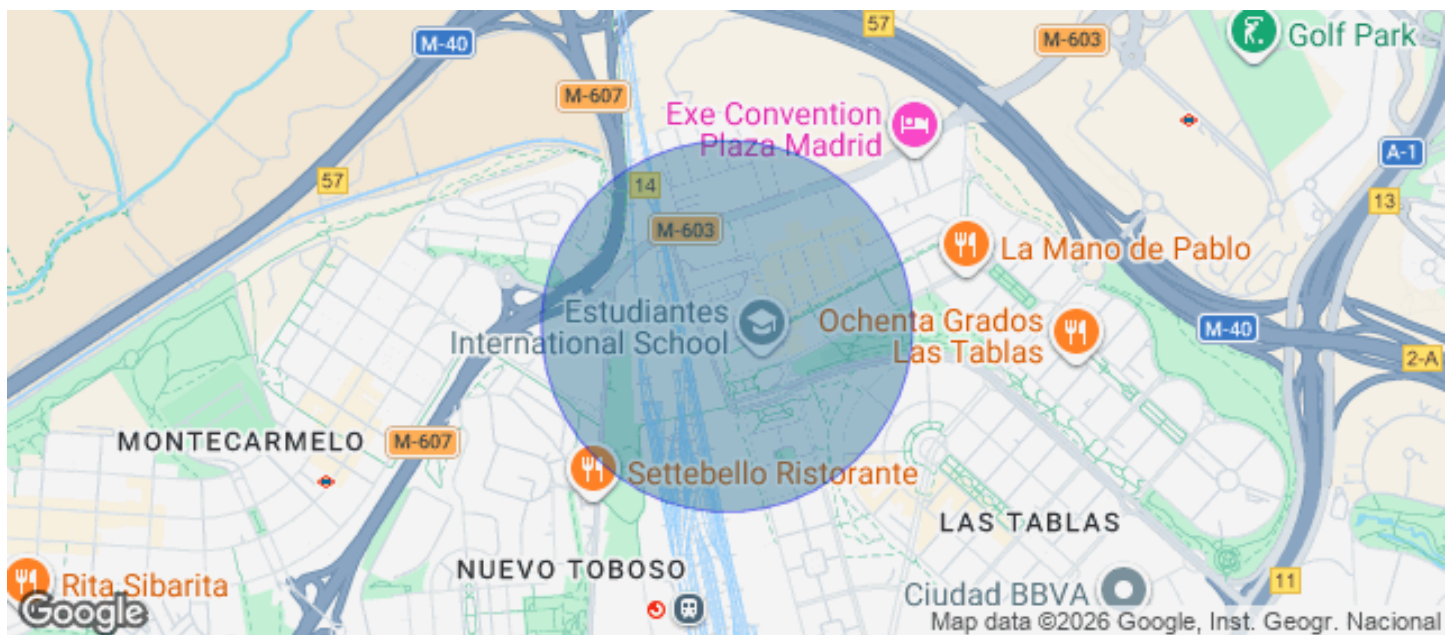 57
M-40
M-603
Golf Park
M-607
Exe Convention
Plaza Madrid
A-1
57
14
13
M-603
La Mano de Pablo
Estudiantes
International School
Ochenta Grados
Las Tablas
M-40
2-A
MONTECARMELO
M-607
Settebello Ristorante
LAS TABLAS
NUEVO TOBOSO
Rita Sibarita
Ciudad BBVA
11
Google
Map data ©2026 Google, Inst. Geogr. Nacional